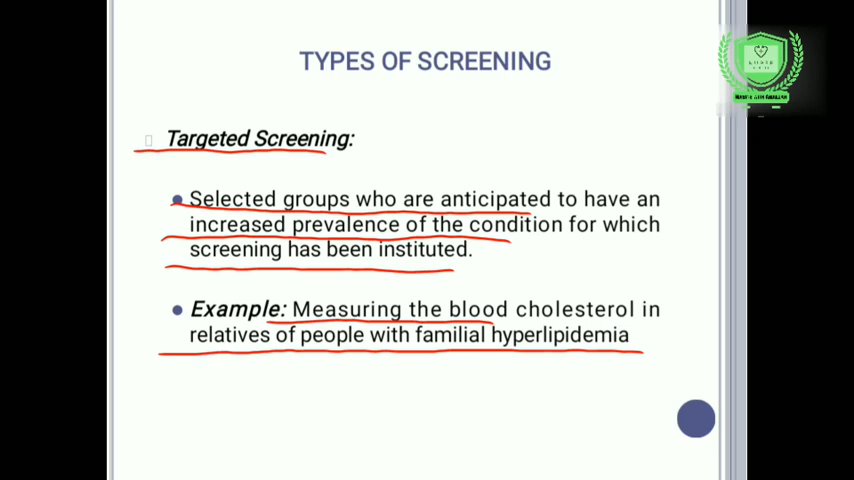 TYPES OF SCREENING
Targeted Screening:
Selected groups who are anticipated to have an
increased prevalence of the condition for which
screening has been instituted.
Example: Measuring the blood cholesterol in
relatives of people with familial hyperlipidemia